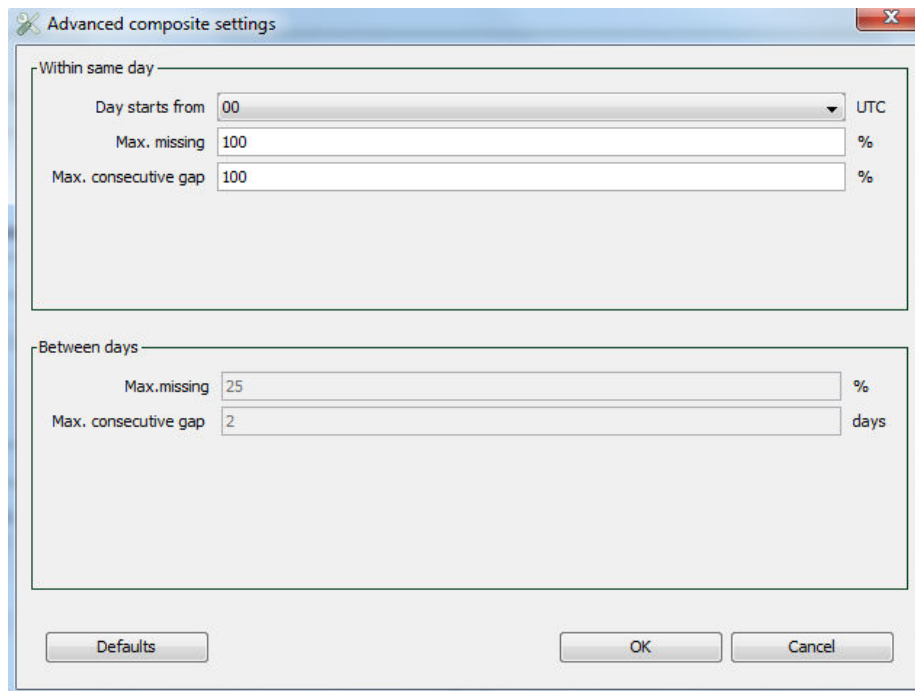 Advanced composite settings
Within same day
Day starts from 00 UTC
Max. missing 100 %
Max. consecutive gap 100 %
Between days
Max.missing 25 %
Max. consecutive gap 2 days
Defaults OK Cancel